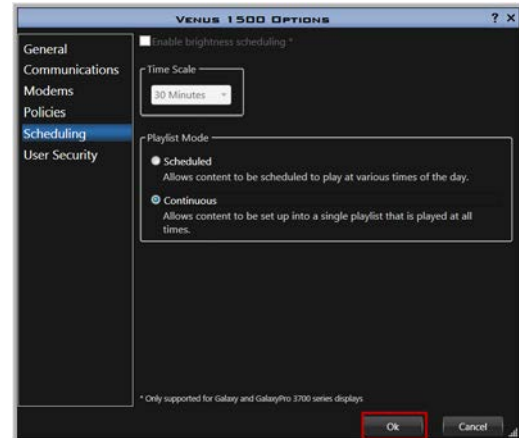 VENUS 1500 OPTIONS
? X
General
Communications
Modems
Policies
Scheduling
User Security
Enable brightness scheduling *
Time Scale
30 Minutes
Playlist Mode
Scheduled
Allows content to be scheduled to play at various times of the day.
Continuous
Allows content to be set up into a single playlist that is played at all
times.
* Only supported for Galaxy and GalaxyPro 3700 series displays
Ok
Cancel